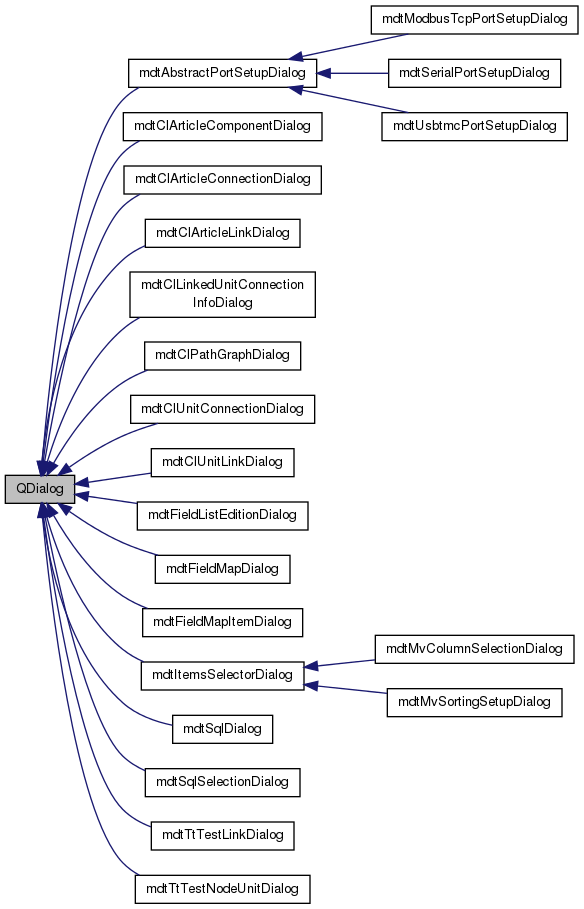 mdtModbusTcpPortSetupDialog
mdtAbstractPortSetupDialog
mdtSerialPortSetupDialog
mdtClArticleComponentDialog
mdtUsbtmcPortSetupDialog
mdtClArticleConnectionDialog
mdtClArticleLinkDialog
mdtClLinkedUnitConnection
InfoDialog
mdtClPathGraphDialog
mdtClUnitConnectionDialog
mdtClUnitLinkDialog
QDialog
mdtFieldListEditionDialog
mdtFieldMapDialog
mdtFieldMapItemDialog
mdtMvColumnSelectionDialog
mdtItemsSelectorDialog
mdtMvSortingSetupDialog
mdtSqlDialog
mdtSqlSelectionDialog
mdtTtTestLinkDialog
mdtTtTestNodeUnitDialog